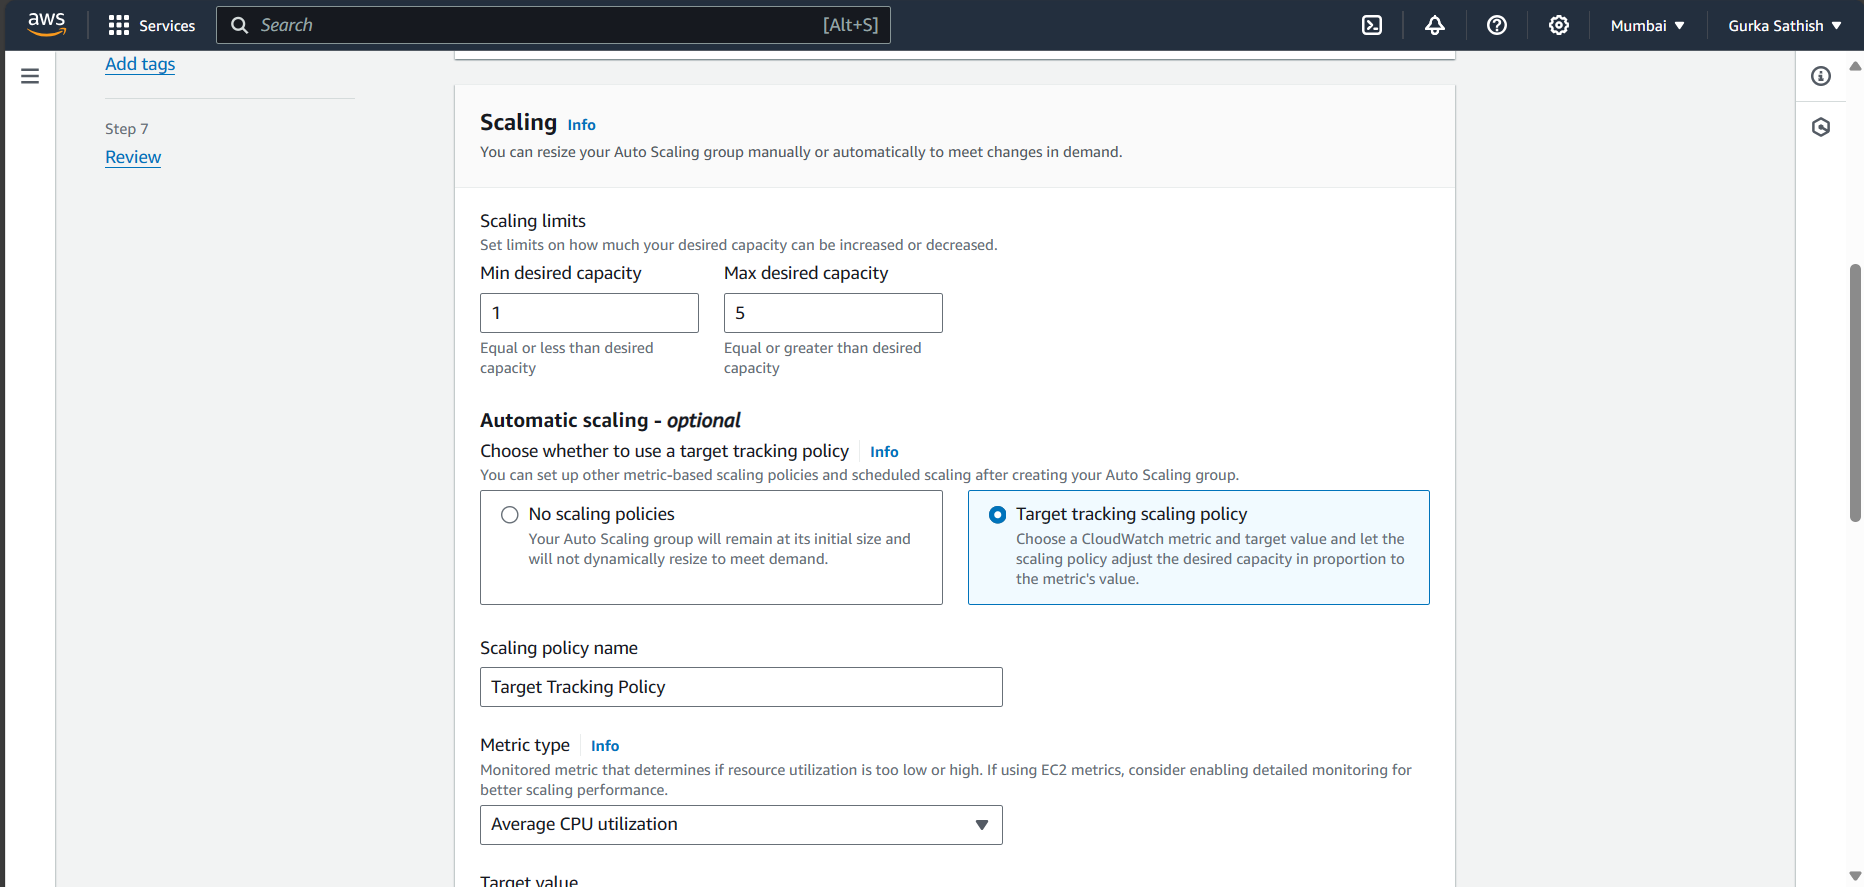 aws
Services
Search
[Alt+S]
Mumbai
Gurka Sathish
Add tags
Step 7
Review
Scaling Info
You can resize your Auto Scaling group manually or automatically to meet changes in demand.
Scaling limits
Set limits on how much your desired capacity can be increased or decreased.
Min desired capacity
Max desired capacity
1
5
Equal or less than desired
capacity
Equal or greater than desired
capacity
Automatic scaling - optional
Choose whether to use a target tracking policy Info
You can set up other metric-based scaling policies and scheduled scaling after creating your Auto Scaling group.
No scaling policies
Your Auto Scaling group will remain at its initial size and
will not dynamically resize to meet demand.
Target tracking scaling policy
Choose a CloudWatch metric and target value and let the
scaling policy adjust the desired capacity in proportion to
the metric's value.
Scaling policy name
Target Tracking Policy
Metric type Info
Monitored metric that determines if resource utilization is too low or high. If using EC2 metrics, consider enabling detailed monitoring for
better scaling performance.
Average CPU utilization
Target value